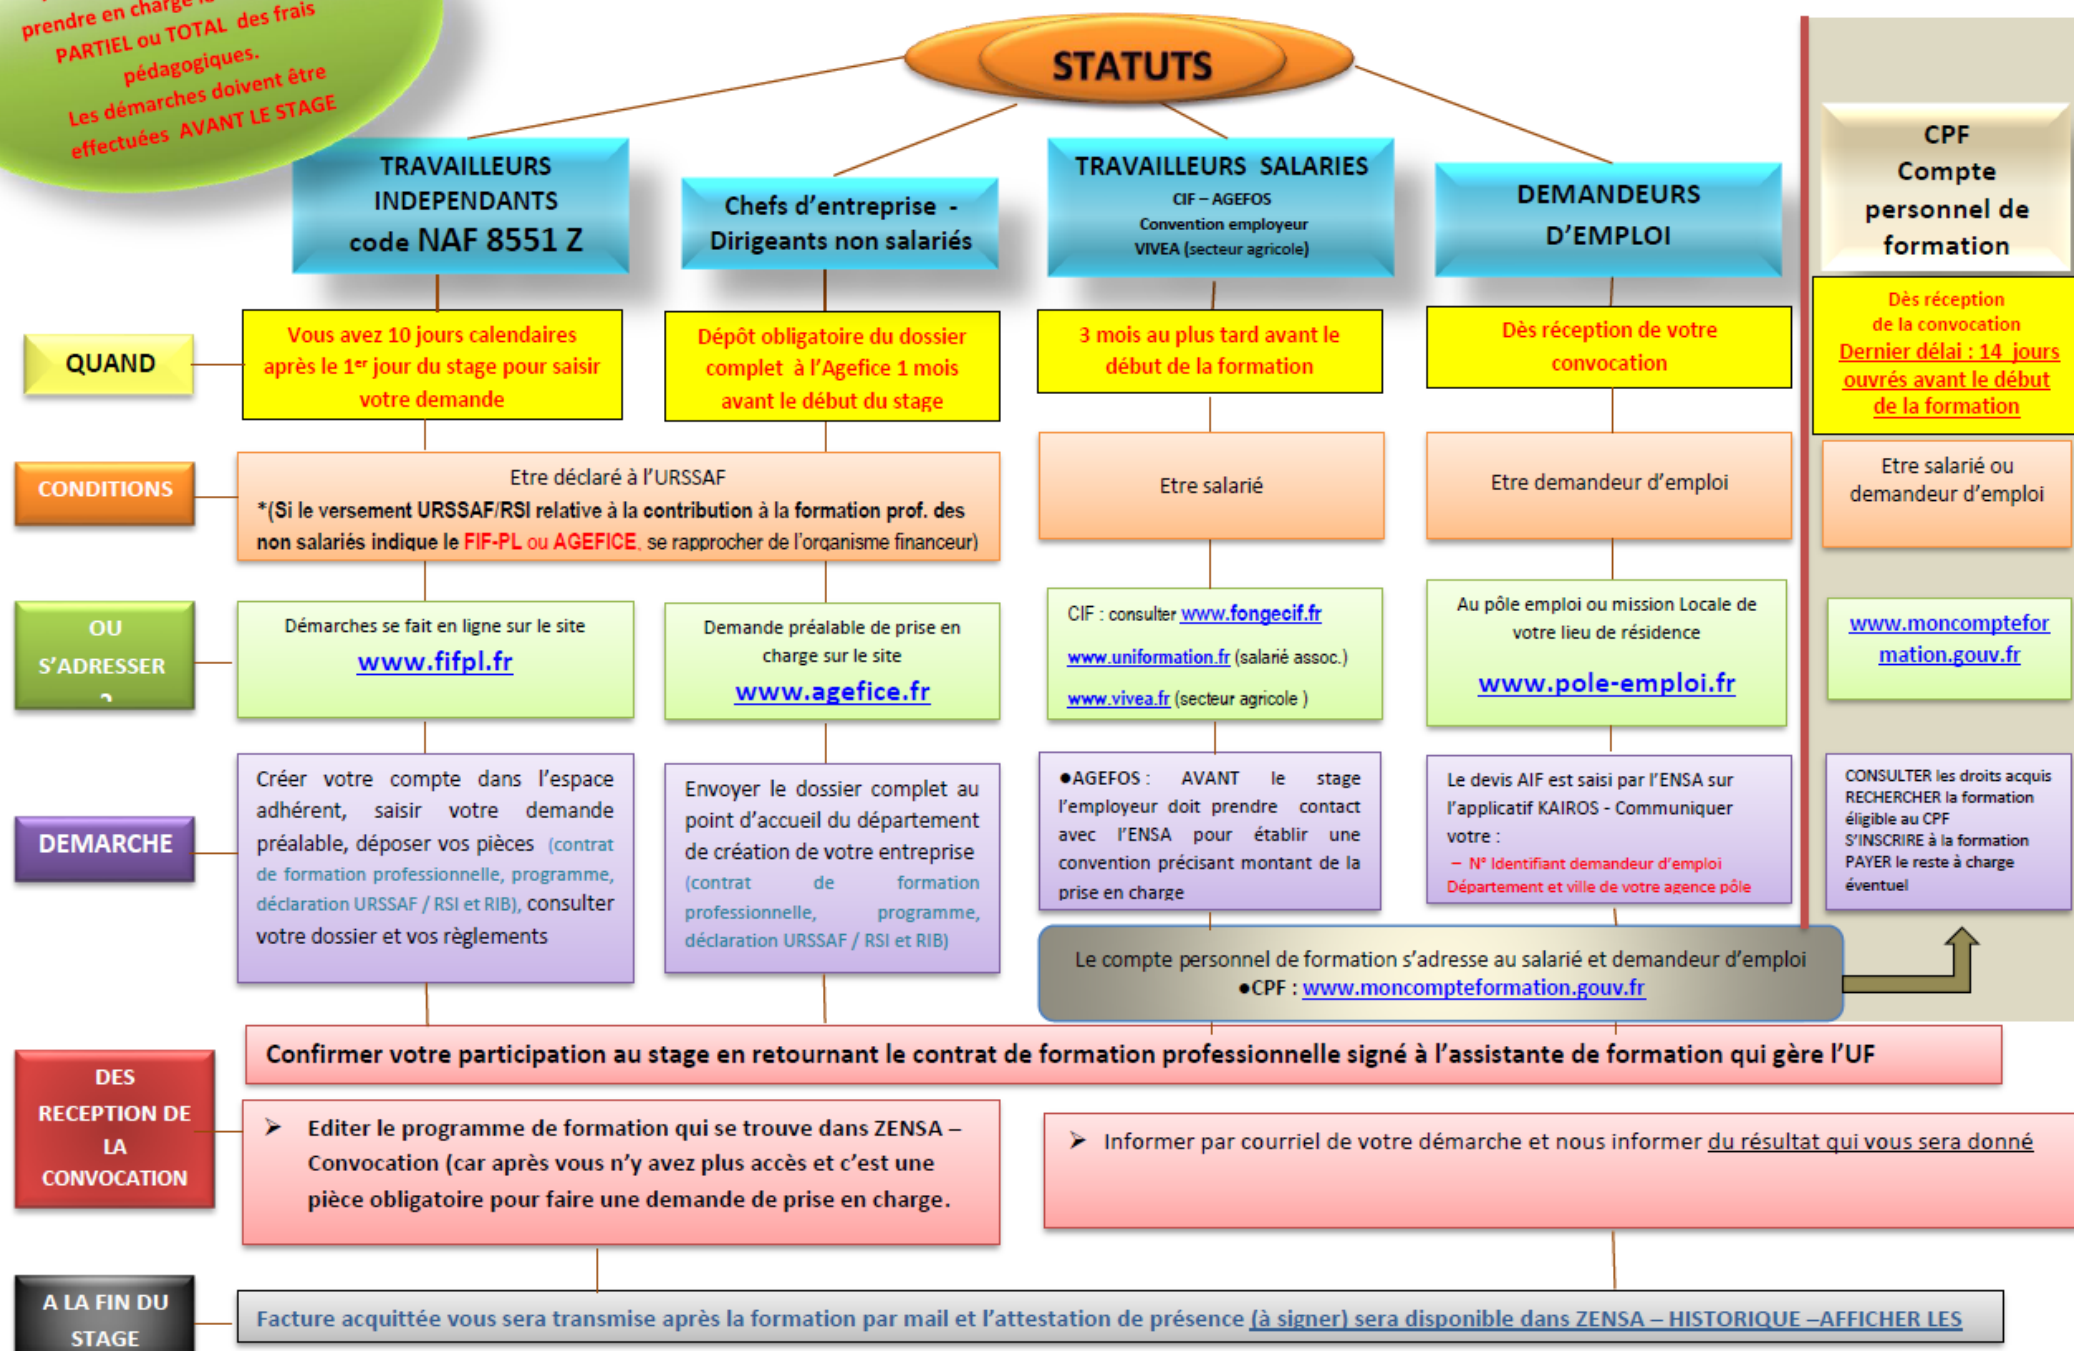 prendre en charge
PARTIEL ou TOTAL des frais
pédagogiques.
Les démarches doivent être
effectuées AVANT LE STAGE
STATUTS
TRAVAILLEURS
INDEPENDANTS
code NAF 8551 Z
Chefs d'entreprise -
Dirigeants non salariés
TRAVAILLEURS SALARIES
CIF – AGEFOS
Convention employeur
VIVEA (secteur agricole)
DEMANDEURS
D'EMPLOI
CPF
Compte
personnel de
formation
QUAND
Vous avez 10 jours calendaires
après le 1er jour du stage pour saisir
votre demande
Dépôt obligatoire du dossier
complet à l'Agefice 1 mois
avant le début du stage
3 mois au plus tard avant le
début de la formation
Dès réception de votre
convocation
Dès réception
de la convocation
Dernier délai : 14 jours
ouvrés avant le début
de la formation
CONDITIONS
Etre déclaré à l'URSSAF
*(Si le versement URSSAF/RSI relative à la contribution à la formation prof. des
non salariés indique le FIF-PL ou AGEFICE, se rapprocher de l'organisme financeur)
Etre salarié
Etre demandeur d'emploi
Etre salarié ou
demandeur d'emploi
OU
S'ADRESSER
?
Démarches se fait en ligne sur le site
www.fifpl.fr
Demande préalable de prise en
charge sur le site
www.agefice.fr
CIF : consulter www.fongecif.fr
www.uniformation.fr (salarié assoc.)
www.vivea.fr (secteur agricole )
Au pôle emploi ou mission Locale de
votre lieu de résidence
www.pole-emploi.fr
www.moncomptefor
mation.gouv.fr
DEMARCHE
Créer votre compte dans l'espace
adhérent, saisir votre demande
préalable, déposer vos pièces (contrat
de formation professionnelle, programme,
déclaration URSSAF / RSI et RIB), consulter
votre dossier et vos règlements
Envoyer le dossier complet au
point d'accueil du département
de création de votre entreprise
(contrat de formation
professionnelle, programme,
déclaration URSSAF / RSI et RIB)
●AGEFOS : AVANT le stage
l'employeur doit prendre contact
avec l'ENSA pour établir une
convention précisant montant de la
prise en charge
Le devis AIF est saisi par l'ENSA sur
l'applicatif KAIROS - Communiquer
votre :
– N° Identifiant demandeur d'emploi
Département et ville de votre agence pôle
CONSULTER les droits acquis
RECHERCHER la formation
éligible au CPF
S'INSCRIRE à la formation
PAYER le reste à charge
éventuel
Le compte personnel de formation s'adresse au salarié et demandeur d'emploi
●CPF : www.moncompteformation.gouv.fr
DES
RECEPTION DE
LA
CONVOCATION
Confirmer votre participation au stage en retournant le contrat de formation professionnelle signé à l'assistante de formation qui gère l'UF
➤ Editer le programme de formation qui se trouve dans ZENSA –
Convocation (car après vous n'y avez plus accès et c'est une
pièce obligatoire pour faire une demande de prise en charge.
➤ Informer par courriel de votre démarche et nous informer du résultat qui vous sera donné
A LA FIN DU
STAGE
Facture acquittée vous sera transmise après la formation par mail et l'attestation de présence (à signer) sera disponible dans ZENSA – HISTORIQUE –AFFICHER LES